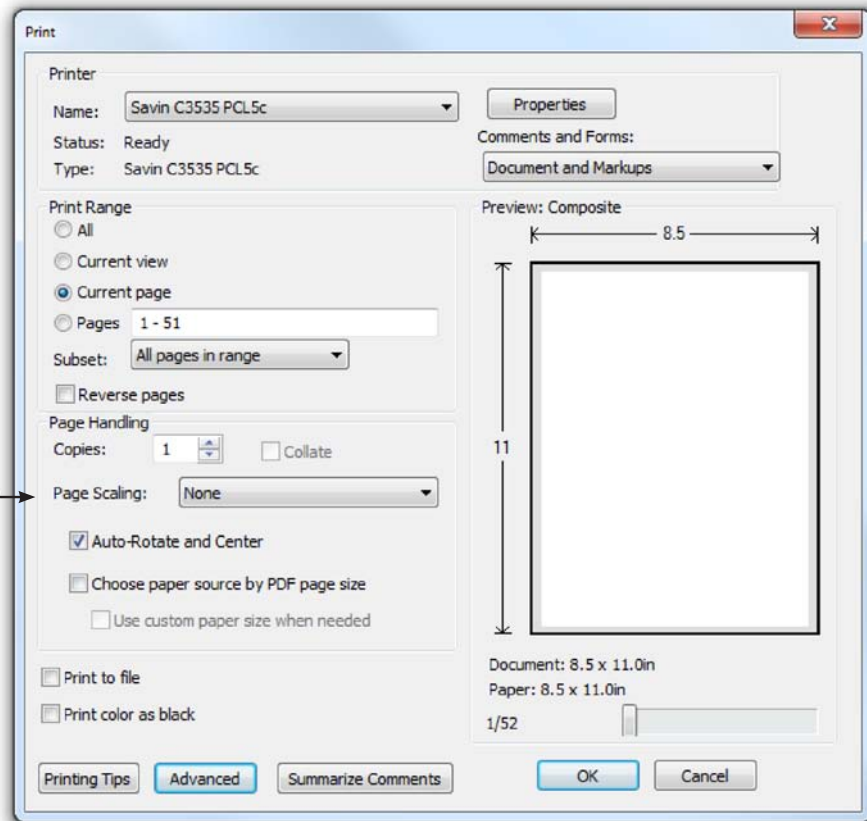 Print
Printer
Name: Savin C3535 PCL5c Properties
Status: Ready Comments and Forms:
Type: Savin C3535 PCL5c Document and Markups
Print Range
All
Current view
Current page
Pages 1 - 51
Subset: All pages in range
Reverse pages
Page Handling
Copies: 1 Collate
Page Scaling: None
Auto-Rotate and Center
Choose paper source by PDF page size
Use custom paper size when needed
Print to file
Print color as black
Preview: Composite
8.5
11
Document: 8.5 x 11.0in
Paper: 8.5 x 11.0in
1/52
Printing Tips Advanced Summarize Comments OK Cancel